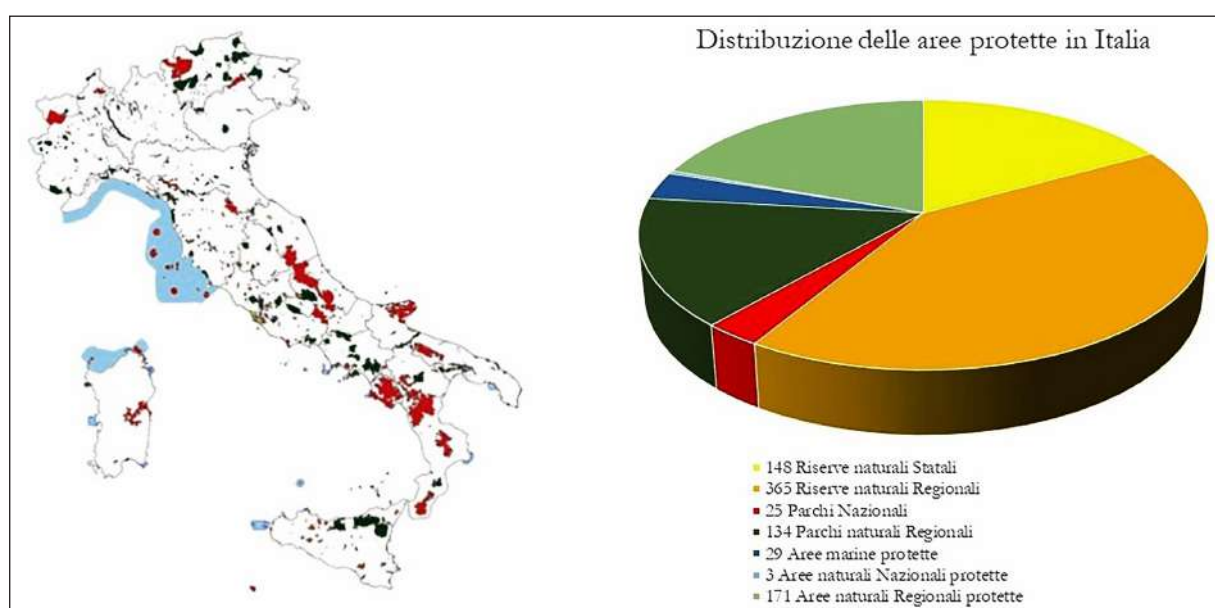 Distribuzione delle aree protette in Italia
148 Riserve naturali Statali
365 Riserve naturali Regionali
25 Parchi Nazionali
134 Parchi naturali Regionali
29 Aree marine protette
3 Aree naturali Nazionali protette
171 Aree naturali Regionali protette